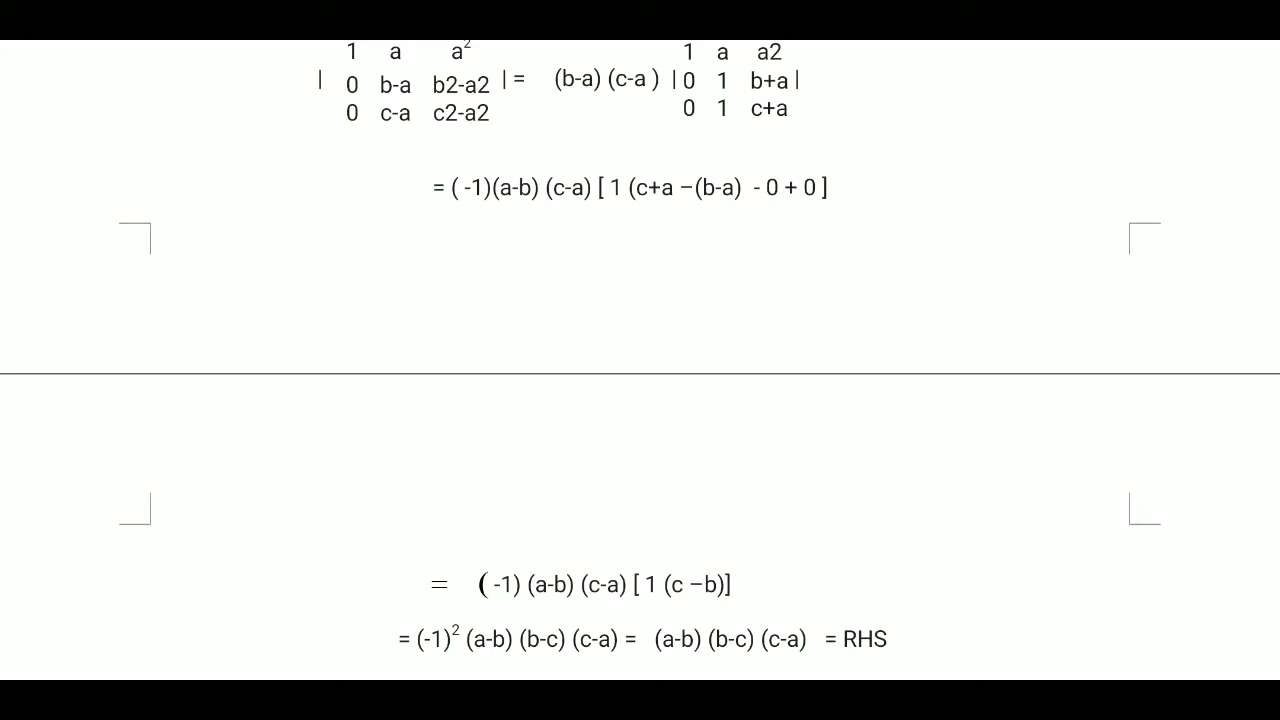 1 a a² 1 a a2
| 0 b-a b2-a2 | = (b-a) (c-a ) | 0 1 b+a |
0 c-a c2-a2 0 1 c+a
= ( -1)(a-b) (c-a) [ 1 (c+a –(b-a) - 0 + 0 ]
= ( -1) (a-b) (c-a) [ 1 (c –b)]
= (-1)² (a-b) (b-c) (c-a) = (a-b) (b-c) (c-a) = RHS